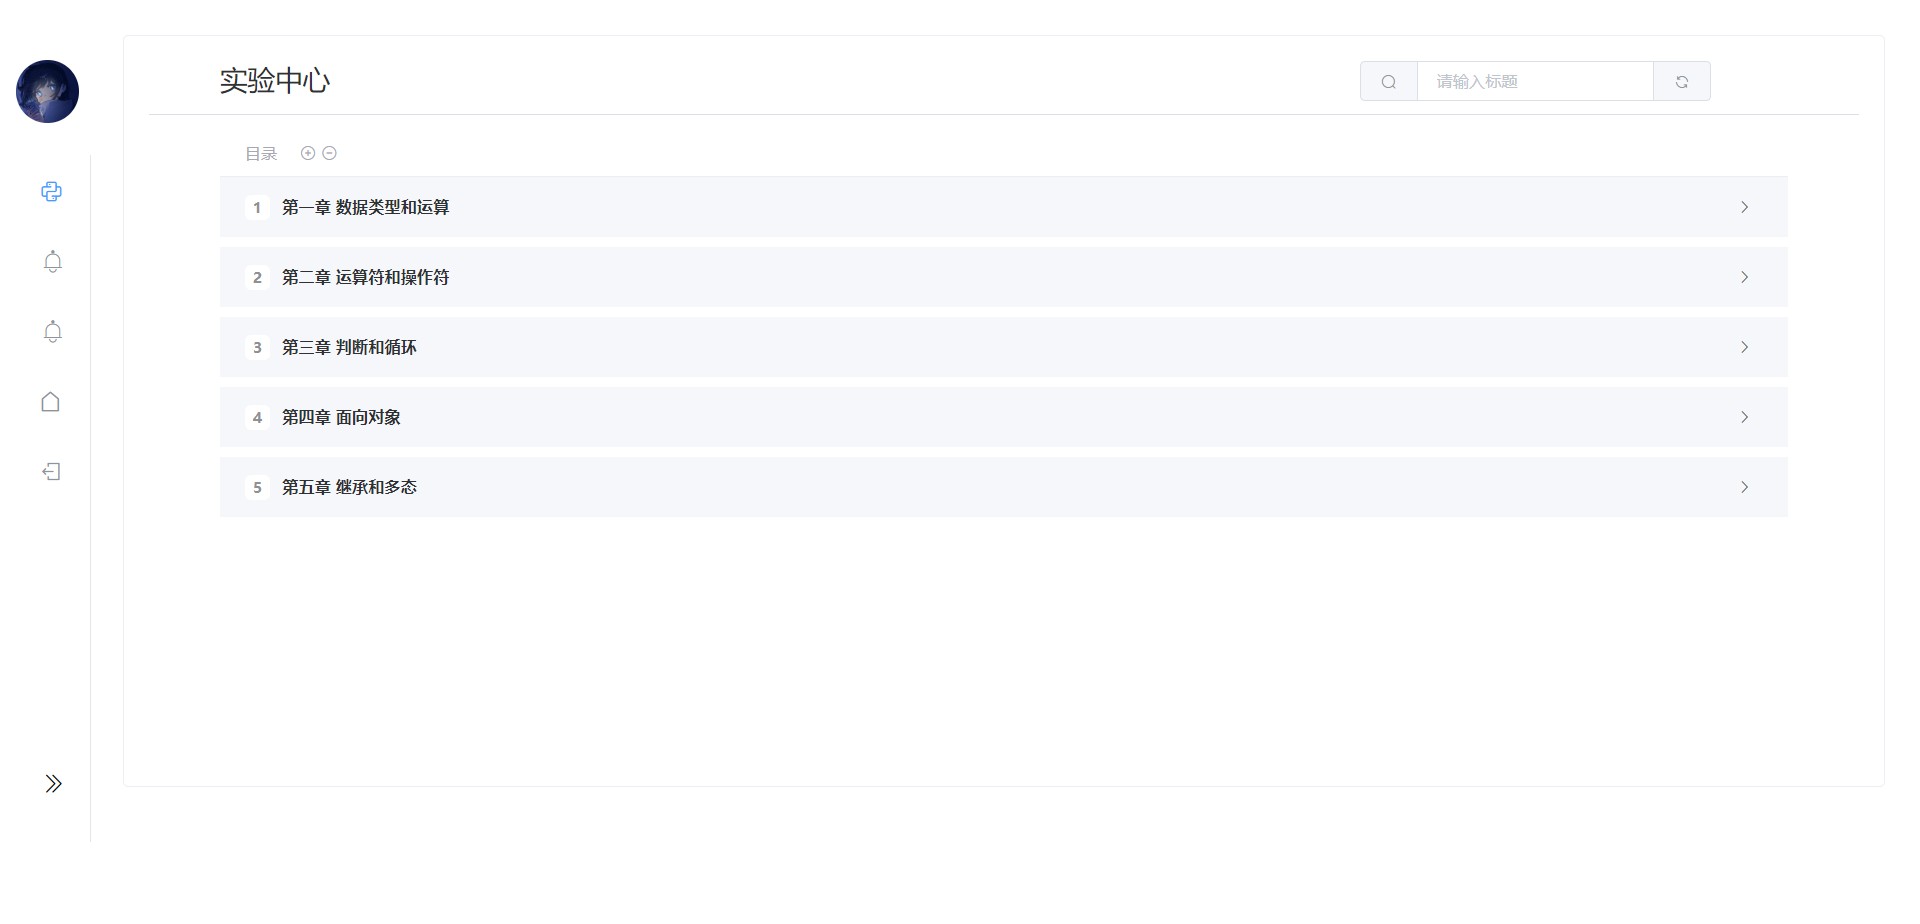 实验中心
请输入标题
目录
1 第一章 数据类型和运算
2 第二章 运算符和操作符
3 第三章 判断和循环
4 第四章 面向对象
5 第五章 继承和多态